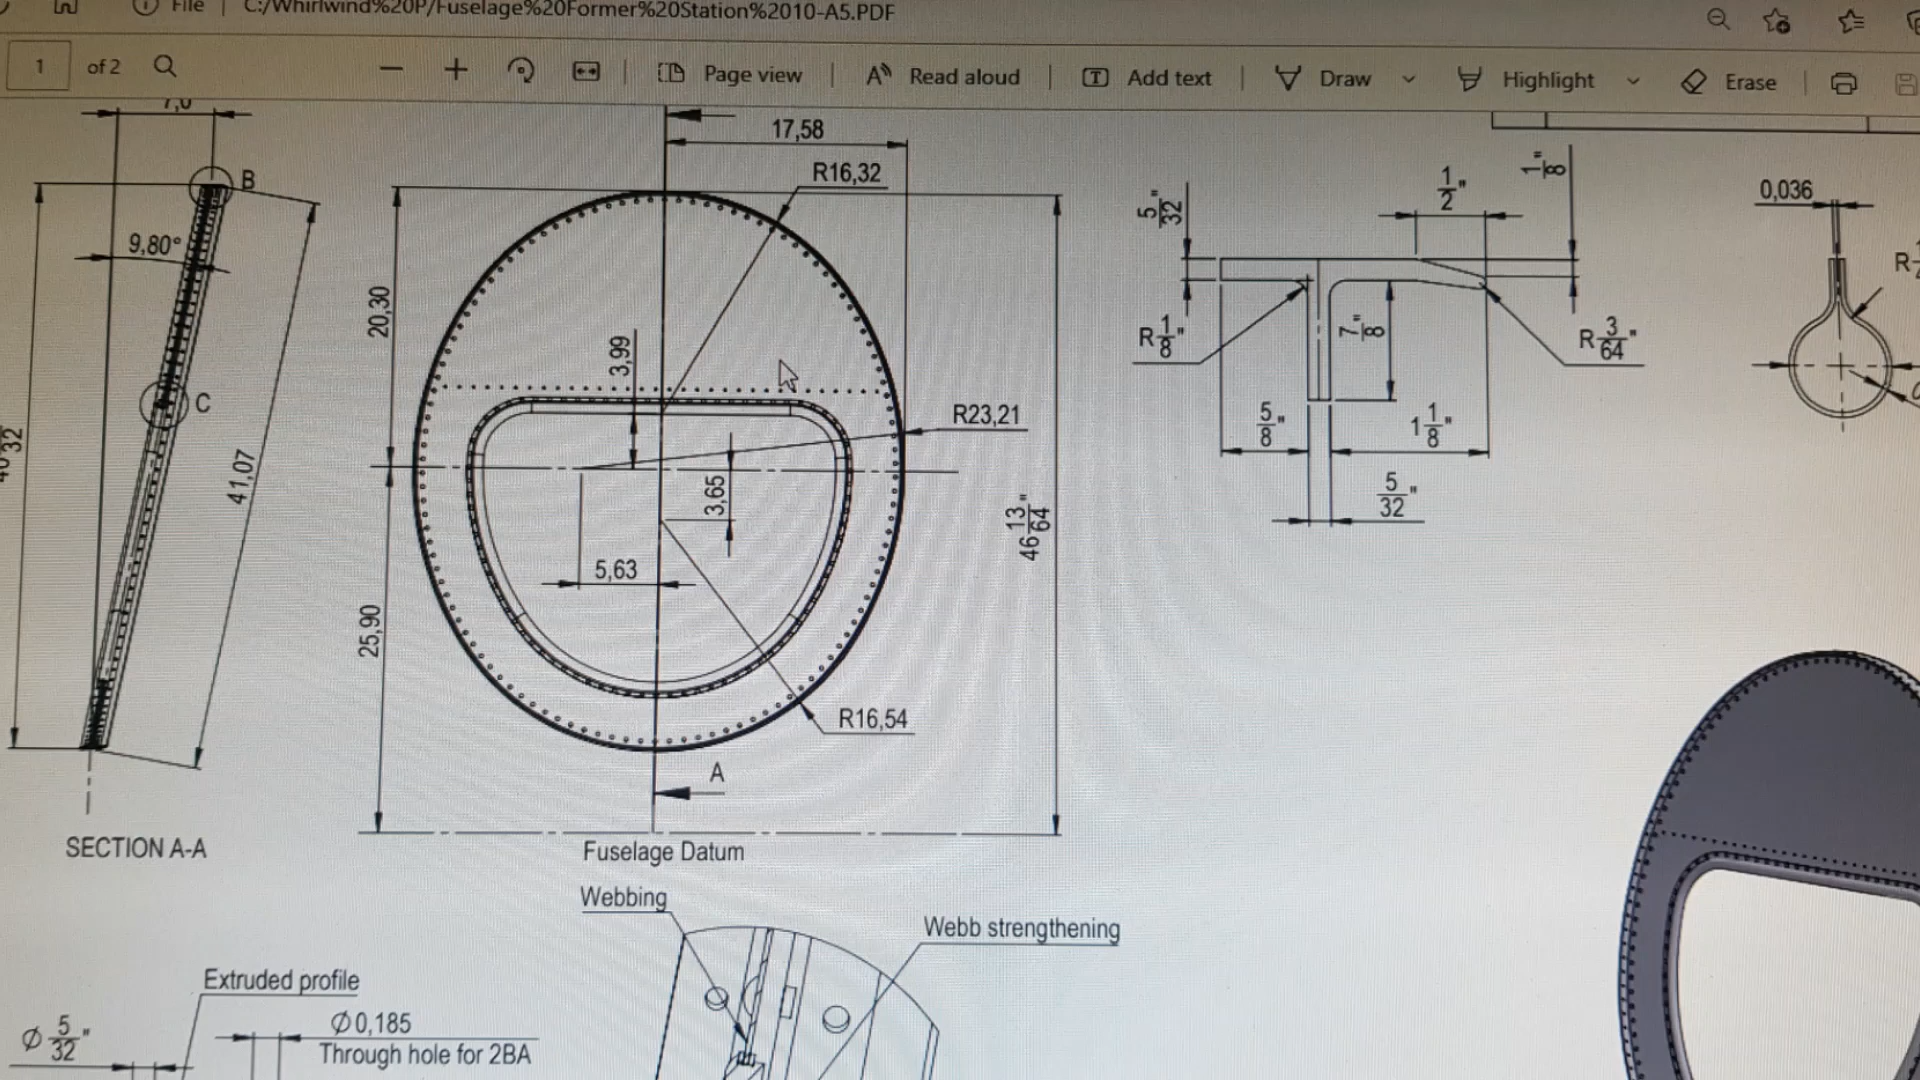 File | C:/Whirlwind%20P/Fuselage%20Former%20Station%2010-A5.PDF
1 of 2
Page view
Read aloud
Add text
Draw
Highlight
Erase
7,0
17,58
B
R16,32
9,80°
20,30
3,99
C
R23,21
41,07
3,65
46 13/64"
5,63
25,90
R16,54
A
SECTION A-A
Fuselage Datum
5/32"
1/2"
1/8"
0,036
R1/8"
7/8"
R3/64"
5/8"
1 1/8"
5/32"
Webbing
Webb strengthening
Extruded profile
Ø 5/32"
Ø0,185
Through hole for 2BA